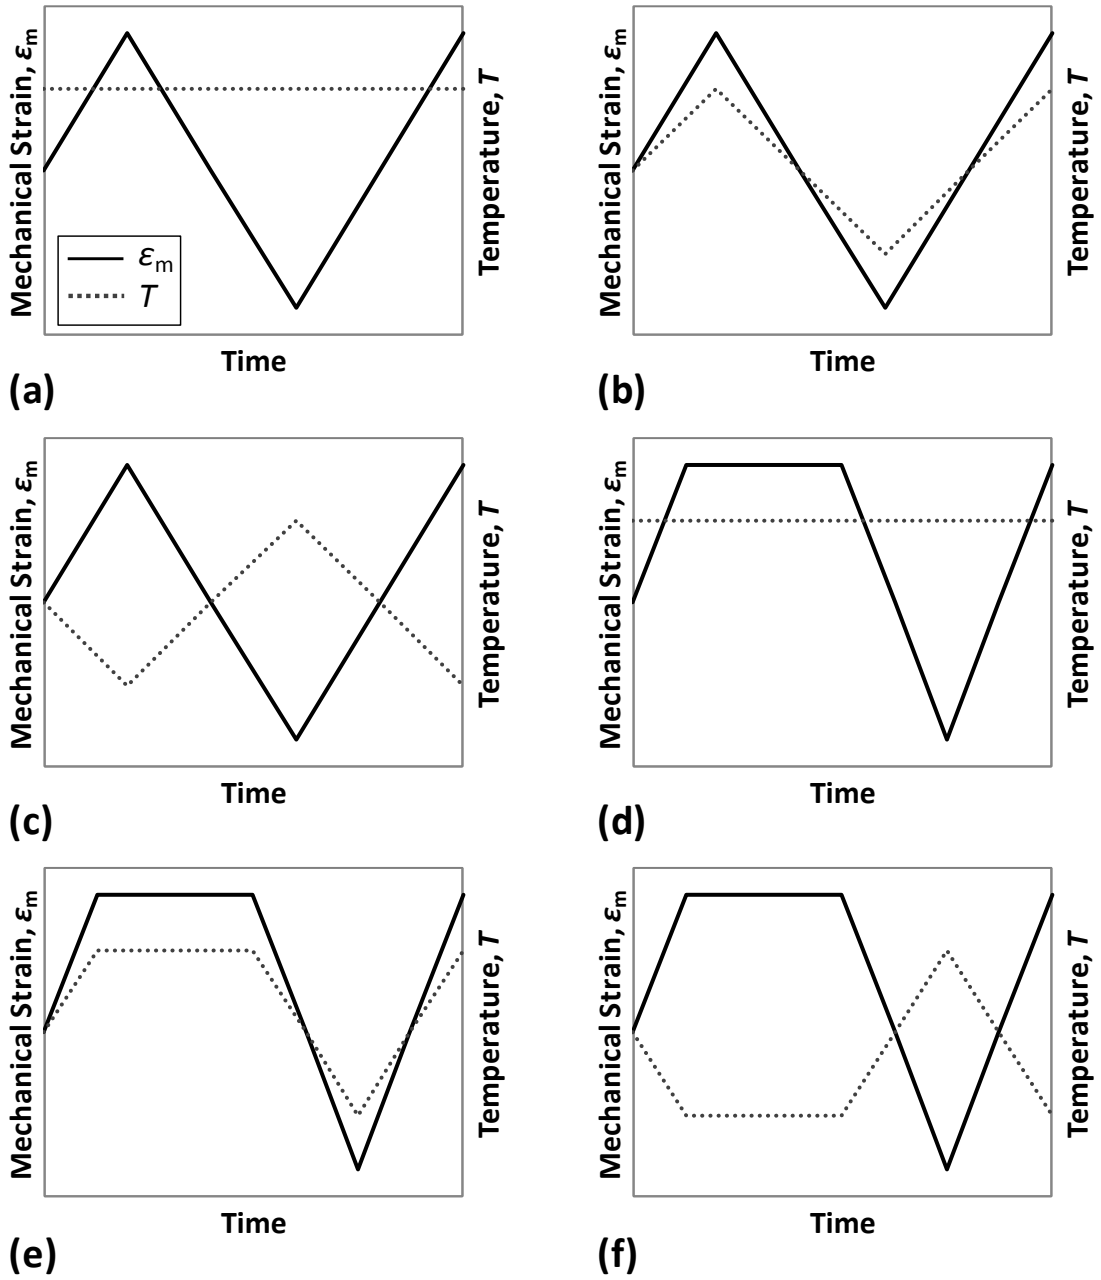 Mechanical Strain, εm
Temperature, T
εm
T
Time
(a)
Mechanical Strain, εm
Temperature, T
Time
(b)
Mechanical Strain, εm
Temperature, T
Time
(c)
Mechanical Strain, εm
Temperature, T
Time
(d)
Mechanical Strain, εm
Temperature, T
Time
(e)
Mechanical Strain, εm
Temperature, T
Time
(f)